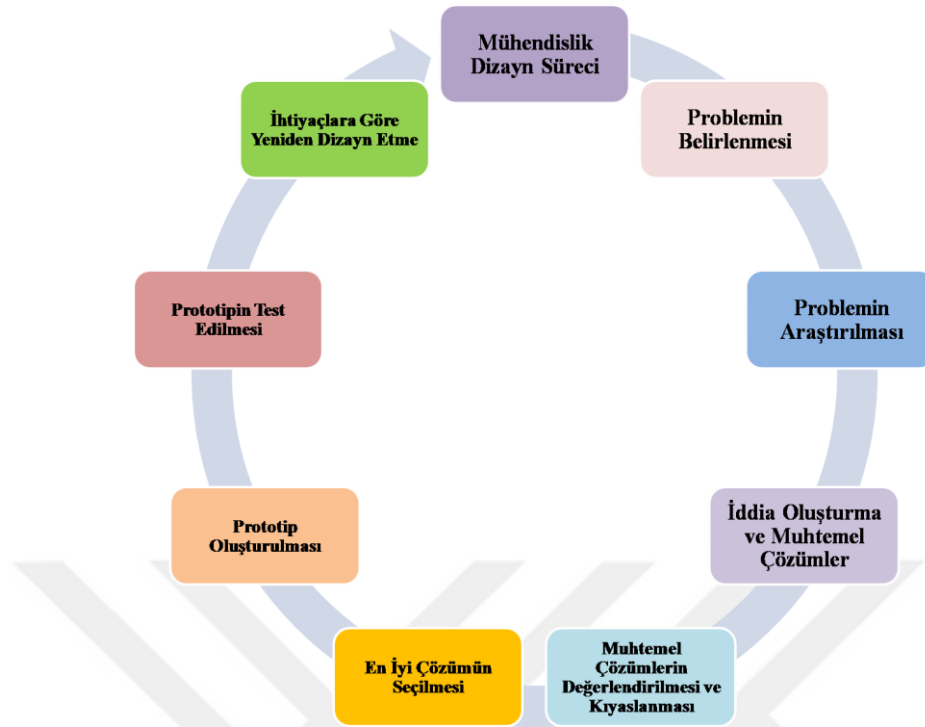 Mühendislik
Dizayn Süreci
Problemin
Belirlenmesi
Problemin
Araştırılması
İddia Oluşturma
ve Muhtemel
Çözümler
Muhtemel
Çözümlerin
Değerlendirilmesi ve
Kıyaslanması
En İyi Çözümün
Seçilmesi
Prototip
Oluşturulması
Prototipin Test
Edilmesi
İhtiyaçlara Göre
Yeniden Dizayn Etme